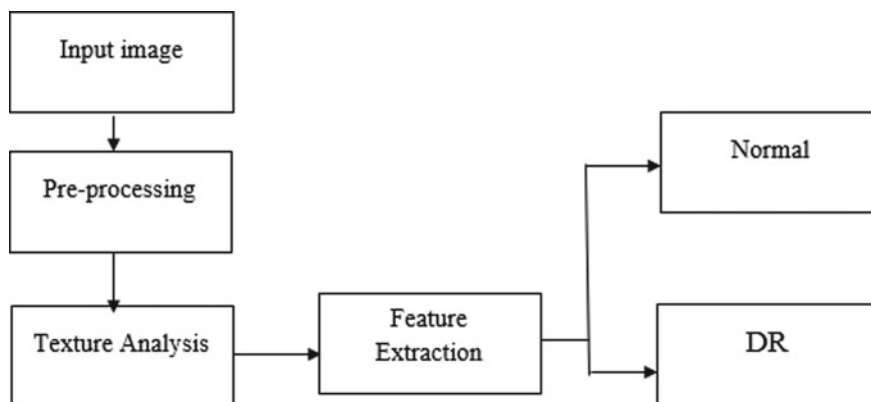 Input image
Pre-processing
Texture Analysis
Feature
Extraction
Normal
DR